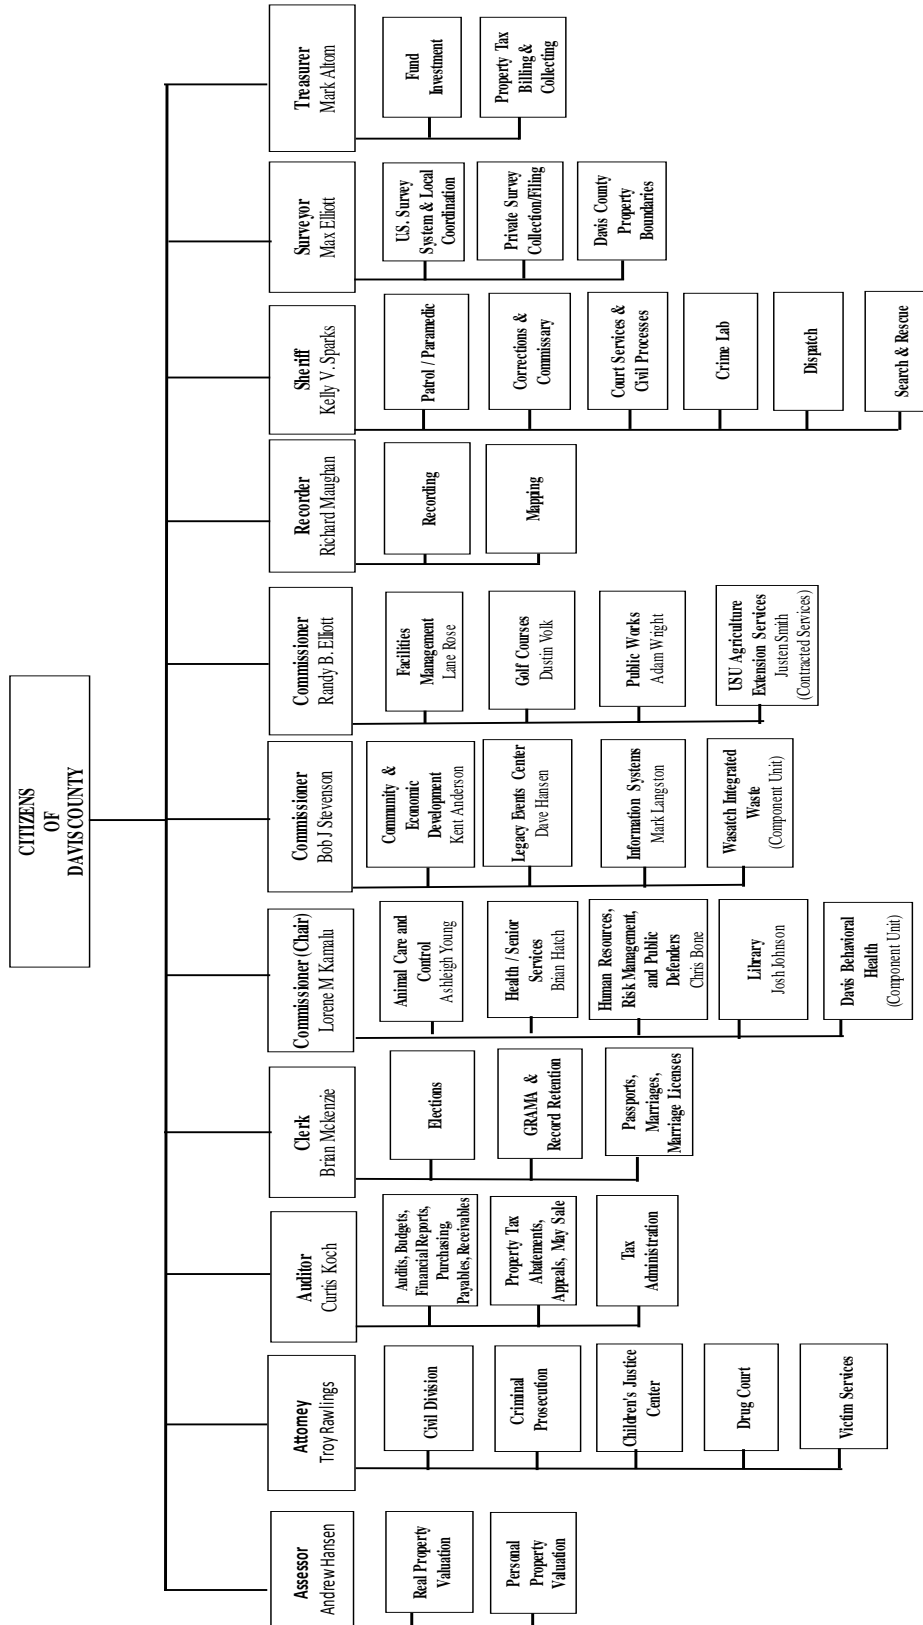 CITIZENS
OF
DAVIS COUNTY
Assessor
Andrew Hansen
Real Property
Valuation
Personal
Property
Valuation
Attorney
Troy Rawlings
Civil Division
Criminal
Prosecution
Children's Justice
Center
Drug Court
Victim Services
Auditor
Curtis Koch
Audits, Budgets,
Financial Reports,
Purchasing,
Payables, Receivables
Property Tax
Abatements,
Appeals, May Sale
Tax
Administration
Clerk
Brian Mckenzie
Elections
GRAMA &
Record Retention
Passports,
Marriages,
Marriage Licenses
Commissioner (Chair)
Lorene M Kamalu
Animal Care and
Control
Ashleigh Young
Health / Senior
Services
Brian Hatch
Human Resources,
Risk Management,
and Public
Defenders
Chris Bone
Library
Josh Johnson
Davis Behavioral
Health
(Component Unit)
Commissioner
Bob J Stevenson
Community &
Economic
Development
Kent Anderson
Legacy Events Center
Dave Hansen
Information Systems
Mark Langston
Wasatch Integrated
Waste
(Component Unit)
Commissioner
Randy B. Elliott
Facilities
Management
Lane Rose
Golf Courses
Dustin Volk
Public Works
Adam Wright
USU Agriculture
Extension Services
Justen Smith
(Contracted Services)
Recorder
Richard Maughan
Recording
Mapping
Sheriff
Kelly V. Sparks
Patrol / Paramedic
Corrections &
Commissary
Court Services &
Civil Processes
Crime Lab
Dispatch
Search & Rescue
Surveyor
Max Elliott
U.S. Survey
System & Local
Coordination
Private Survey
Collection/Filing
Davis County
Property
Boundaries
Treasurer
Mark Altom
Fund
Investment
Property Tax
Billing &
Collecting